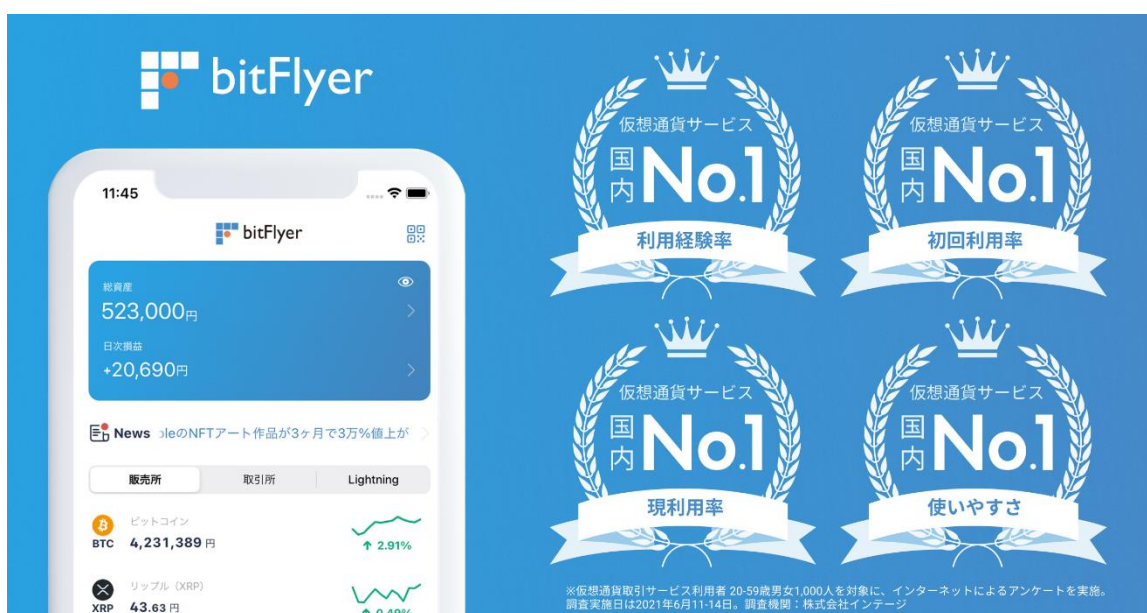 bitFlyer
11:45
bitFlyer
総資産
523,000円
日次損益
+20,690円
News oleのNFTアート作品が3ヶ月で3万%値上が
販売所 取引所 Lightning
ビットコイン
BTC 4,231,389 円
2.91%
リップル（XRP）
XRP 43.63 円
0.49%
仮想通貨サービス
国内 No.1
利用経験率
仮想通貨サービス
国内 No.1
初回利用率
仮想通貨サービス
国内 No.1
現利用率
仮想通貨サービス
国内 No.1
使いやすさ
※仮想通貨取引サービス利用者 20-59歳男女1,000人を対象に、インターネットによるアンケートを実施。
調査実施日は2021年6月11-14日。調査機関：株式会社インテージ